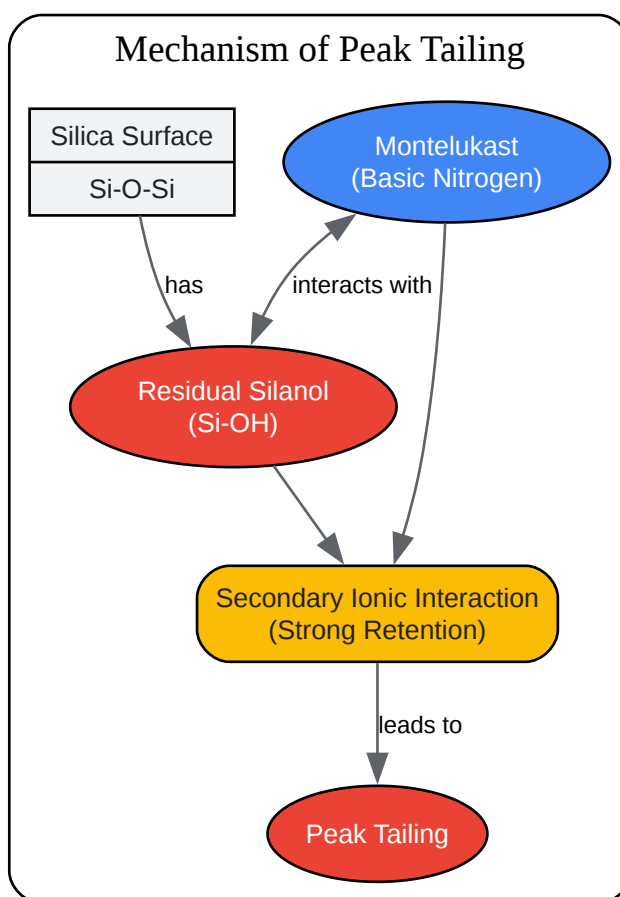 Mechanism of Peak Tailing
Silica Surface
Si-O-Si
Montelukast
(Basic Nitrogen)
has
interacts with
Residual Silanol
(Si-OH)
Secondary Ionic Interaction
(Strong Retention)
leads to
Peak Tailing